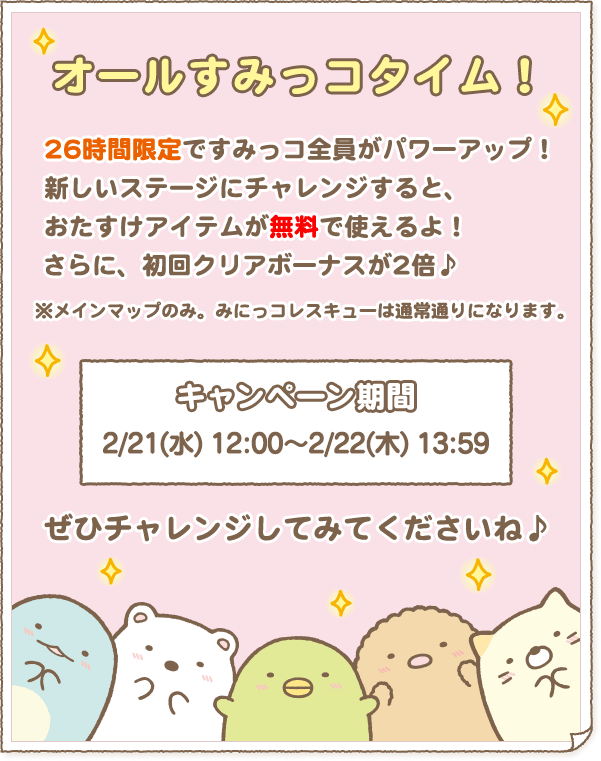 オールすみっコタイム！
26時間限定ですみっコ全員がパワーアップ！
新しいステージにチャレンジすると、
おたすけアイテムが無料で使えるよ！
さらに、初回クリアボーナスが2倍♪
※メインマップのみ。みにっコレスキューは通常通りになります。
キャンペーン期間
2/21(水) 12:00～2/22(木) 13:59
ぜひチャレンジしてみてくださいね♪